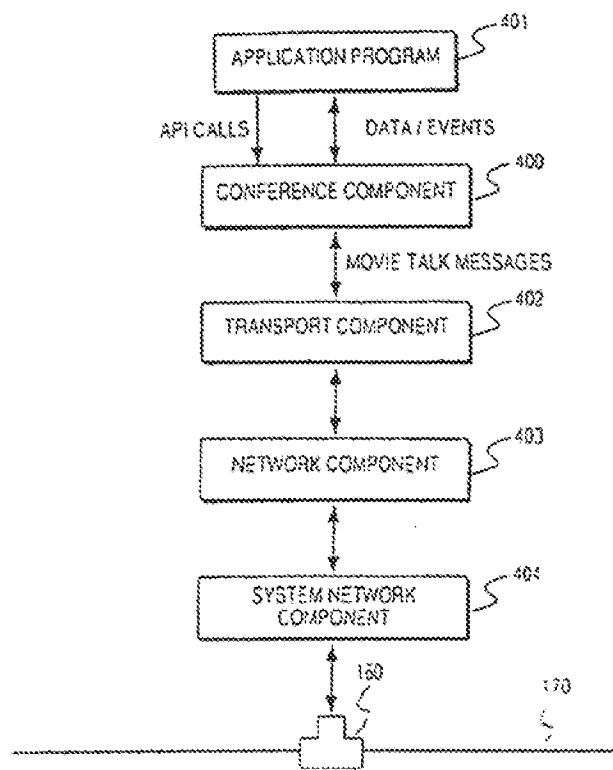 401
APPLICATION PROGRAM
API CALLS
DATA / EVENTS
400
CONFERENCE COMPONENT
MOVIE TALK MESSAGES
402
TRANSPORT COMPONENT
403
NETWORK COMPONENT
404
SYSTEM NETWORK
COMPONENT
160
170